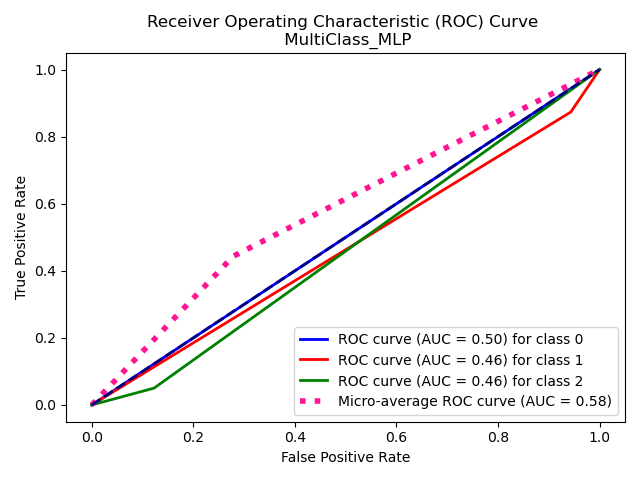 Receiver Operating Characteristic (ROC) Curve
MultiClass_MLP
True Positive Rate
1.0
0.8
0.6
0.4
0.2
0.0
ROC curve (AUC = 0.50) for class 0
ROC curve (AUC = 0.46) for class 1
ROC curve (AUC = 0.46) for class 2
Micro-average ROC curve (AUC = 0.58)
0.0 0.2 0.4 0.6 0.8 1.0
False Positive Rate